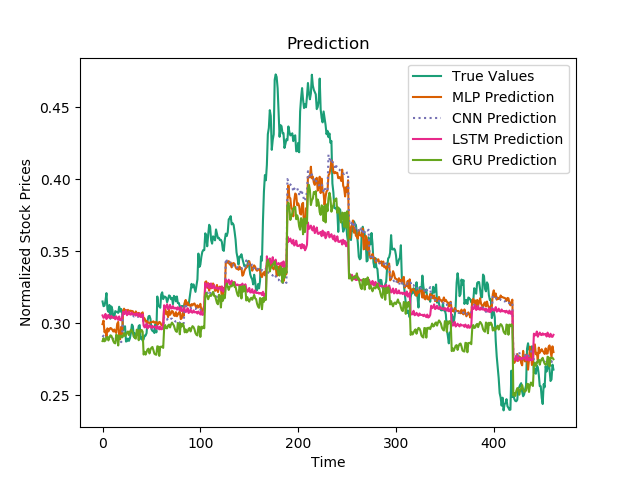 Prediction
True Values
MLP Prediction
CNN Prediction
LSTM Prediction
GRU Prediction
Normalized Stock Prices
0.45
0.40
0.35
0.30
0.25
0
100
200
300
400
Time